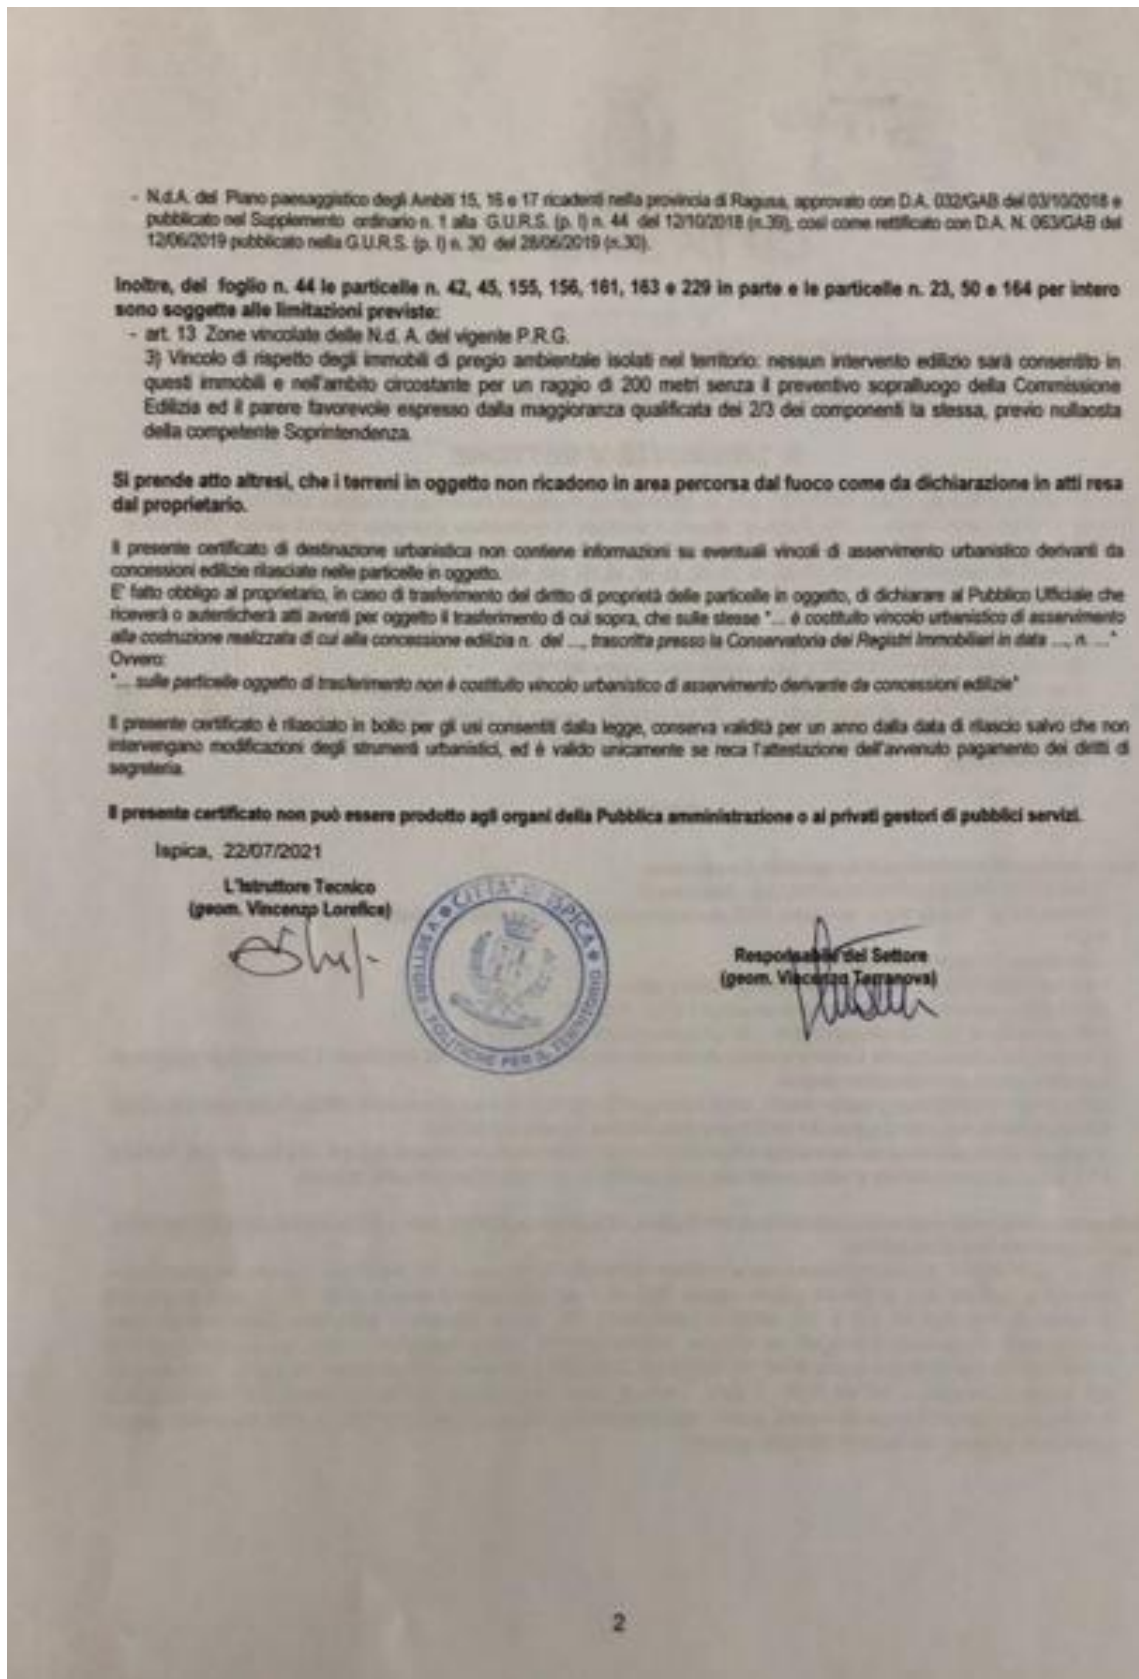 - N.d.A. del Piano paesaggistico degli Ambiti 15, 16 e 17 ricadenti nella provincia di Ragusa, approvato con D.A. 032/GAB del 03/10/2018 e
pubblicato nel Supplemento ordinario n. 1 alla G.U.R.S. (p. I) n. 44 del 12/10/2018 (n.39), così come rettificato con D.A. N. 063/GAB del
12/06/2019 pubblicato nella G.U.R.S. (p. I) n. 30 del 28/06/2019 (n.30).
Inoltre, del foglio n. 44 le particelle n. 42, 45, 155, 156, 161, 163 e 229 in parte e le particelle n. 23, 50 e 164 per intero
sono soggette alle limitazioni previste:
- art. 13 Zone vincolate delle N.d. A. del vigente P.R.G.
3) Vincolo di rispetto degli immobili di pregio ambientale isolati nel territorio: nessun intervento edilizio sarà consentito in
questi immobili e nell'ambito circostante per un raggio di 200 metri senza il preventivo sopralluogo della Commissione
Edilizia ed il parere favorevole espresso dalla maggioranza qualificata dei 2/3 dei componenti la stessa, previo nullaosta
della competente Soprintendenza.
Si prende atto altresì, che i terreni in oggetto non ricadono in area percorsa dal fuoco come da dichiarazione in atti resa
dal proprietario.
Il presente certificato di destinazione urbanistica non contiene informazioni su eventuali vincoli di asservimento urbanistico derivanti da
concessioni edilizie rilasciate nelle particelle in oggetto.
E' fatto obbligo al proprietario, in caso di trasferimento del diritto di proprietà delle particelle in oggetto, di dichiarare al Pubblico Ufficiale che
riceverà o autenticherà atti aventi per oggetto il trasferimento di cui sopra, che sulle stesse "... é costituito vincolo urbanistico di asservimento
alla costruzione realizzata di cui alla concessione edilizia n. del ..., trascritta presso la Conservatoria dei Registri Immobiliari in data ..., n. ..."
Ovvero:
"... sulle particelle oggetto di trasferimento non é costituito vincolo urbanistico di asservimento derivante da concessioni edilizie"
Il presente certificato è rilasciato in bollo per gli usi consentiti dalla legge, conserva validità per un anno dalla data di rilascio salvo che non
intervengano modificazioni degli strumenti urbanistici, ed è valido unicamente se reca l'attestazione dell'avvenuto pagamento dei diritti di
segreteria.
Il presente certificato non può essere prodotto agli organi della Pubblica amministrazione o ai privati gestori di pubblici servizi.
Ispica, 22/07/2021
L'Istruttore Tecnico
(geom. Vincenzo Lorefice)
CITTA' DI ISPICA
SETTORE POLITICHE PER IL TERRITORIO
Responsabile del Settore
(geom. Vincenzo Terranova)
2